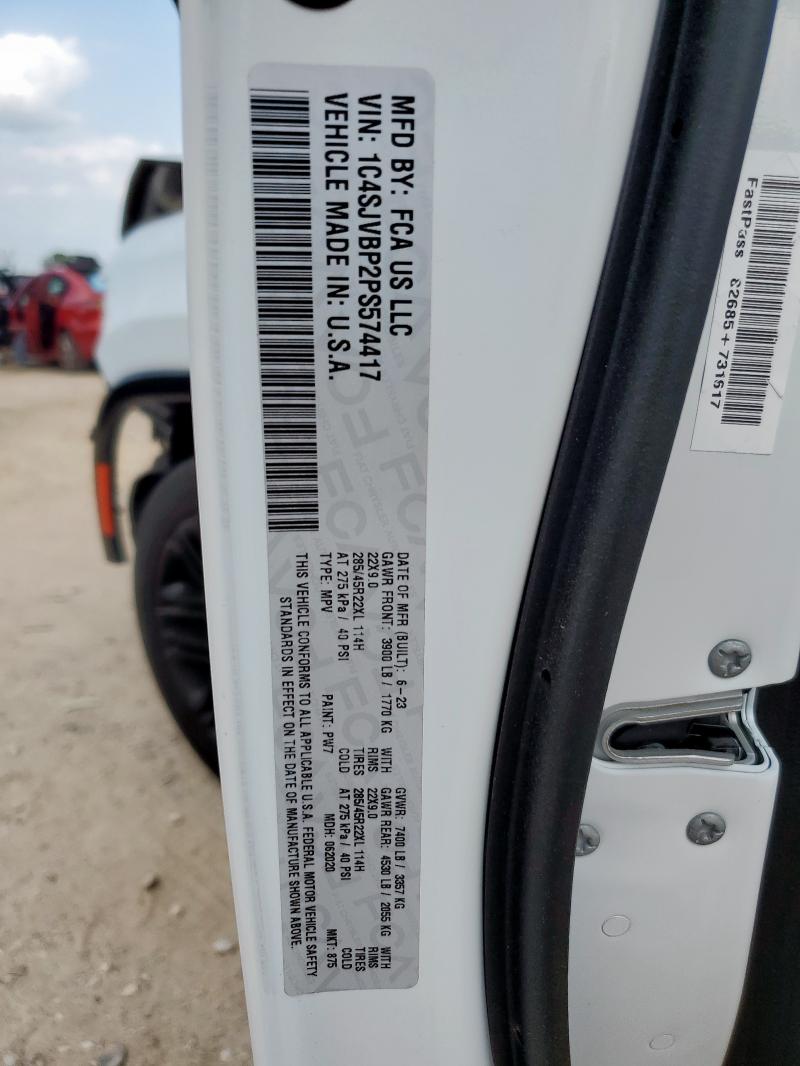 MFD BY: FCA US LLC
VIN: 1C4SJVBP2PS574417
VEHICLE MADE IN: U.S.A.
DATE OF MFR (BUILT): 6-23 GVWR: 7400 LB / 3357 KG
GAWR FRONT: 3900 LB / 1770 KG WITH GAWR REAR: 4530 LB / 2055 KG WITH
22X9.0 RIMS 22X9.0 RIMS
285/45R22XL 114H TIRES 285/45R22XL 114H TIRES
AT 275 kPa / 40 PSI COLD AT 275 kPa / 40 PSI COLD
TYPE: MPV PAINT: PW7 MDH: 062020 MKT: 875
THIS VEHICLE CONFORMS TO ALL APPLICABLE U.S.A. FEDERAL MOTOR VEHICLE SAFETY
STANDARDS IN EFFECT ON THE DATE OF MANUFACTURE SHOWN ABOVE.
FastPass 82685+731617